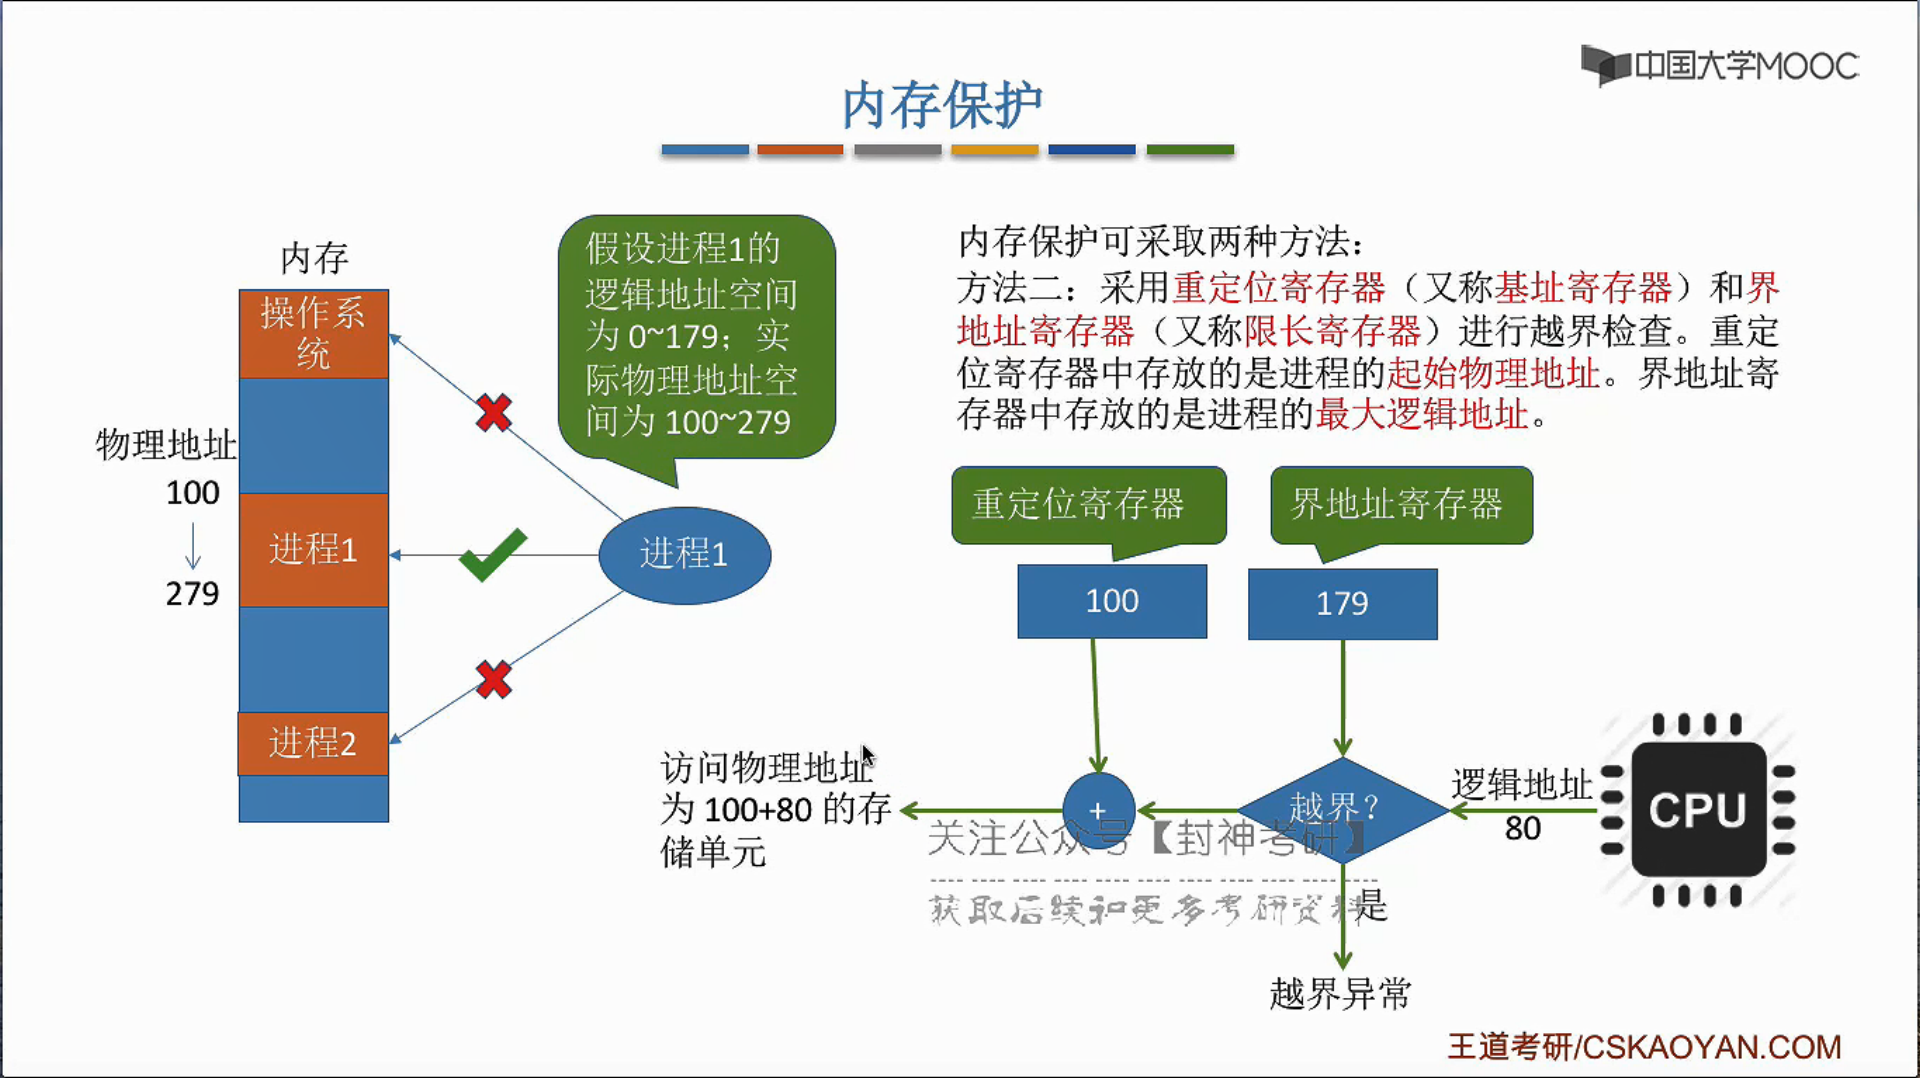 中国大学MOOC
内存保护
内存
操作系
统
物理地址
100
279
进程1
进程2
假设进程1的
逻辑地址空间
为 0~179；实
际物理地址空
间为 100~279
进程1
内存保护可采取两种方法：
方法二：采用重定位寄存器（又称基址寄存器）和界
地址寄存器（又称限长寄存器）进行越界检查。重定
位寄存器中存放的是进程的起始物理地址。界地址寄
存器中存放的是进程的最大逻辑地址。
重定位寄存器
界地址寄存器
100
179
访问物理地址
为 100+80 的存
储单元
+
越界？
逻辑地址
80
CPU
关注公众号【封神考研】
获取后续和更多考研资料
是
越界异常
王道考研/CSKAOYAN.COM